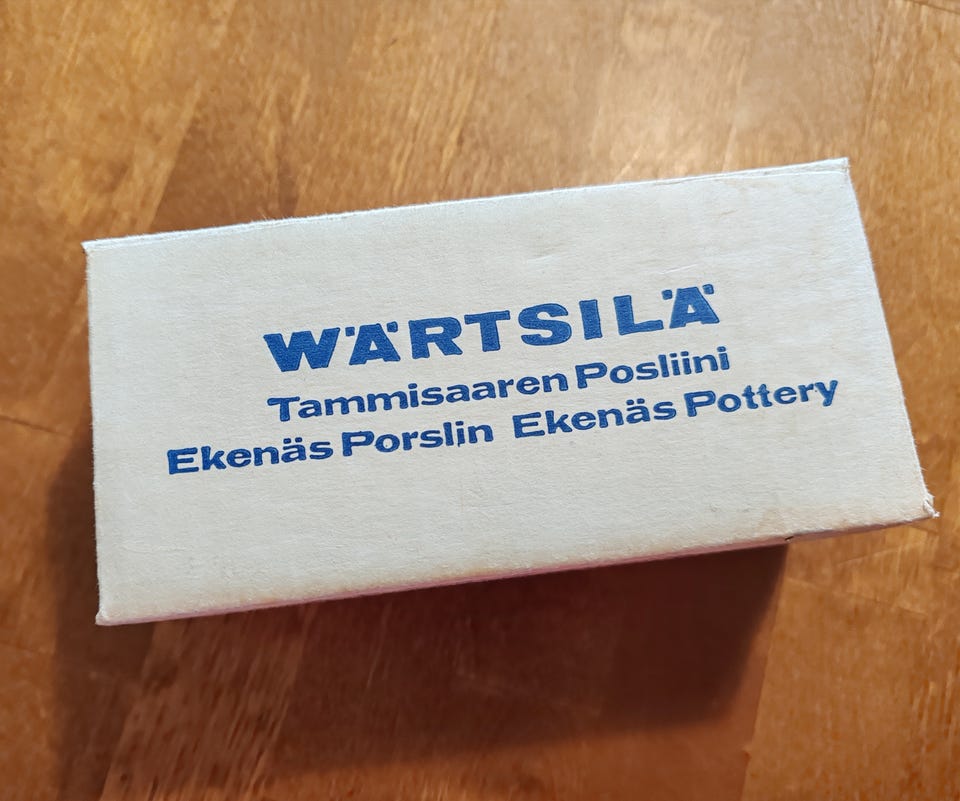 WÄRTSILÄ
Tammisaaren Posliini
Ekenäs Porslin Ekenäs Pottery